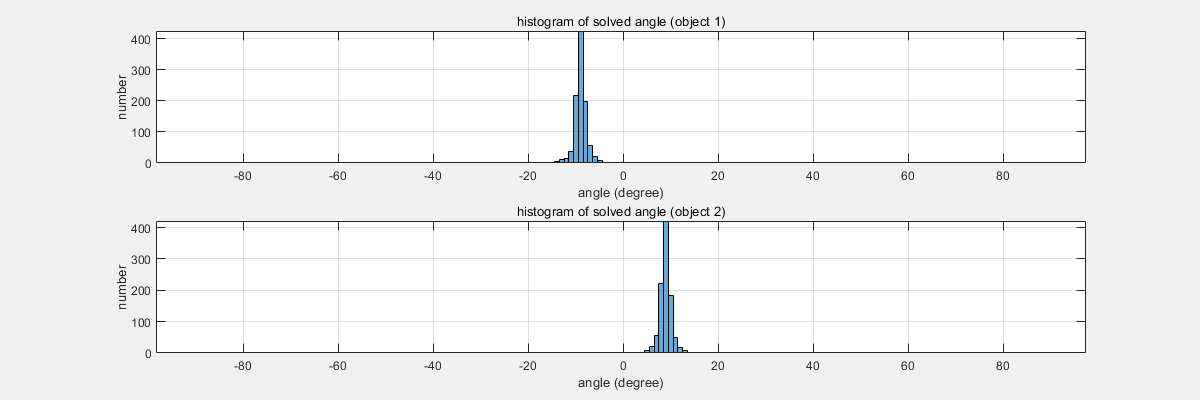 histogram of solved angle (object 1)
400
300
200
100
0
number
-80 -60 -40 -20 0 20 40 60 80
angle (degree)
histogram of solved angle (object 2)
400
300
200
100
0
number
-80 -60 -40 -20 0 20 40 60 80
angle (degree)